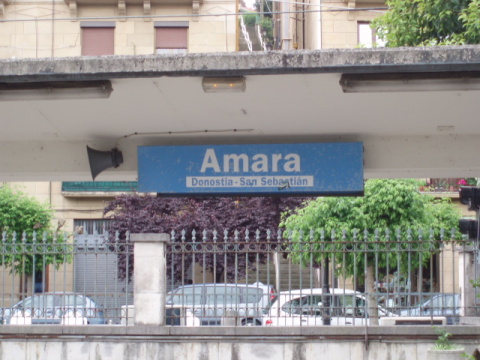 Amara
Donostia - San Sebastián